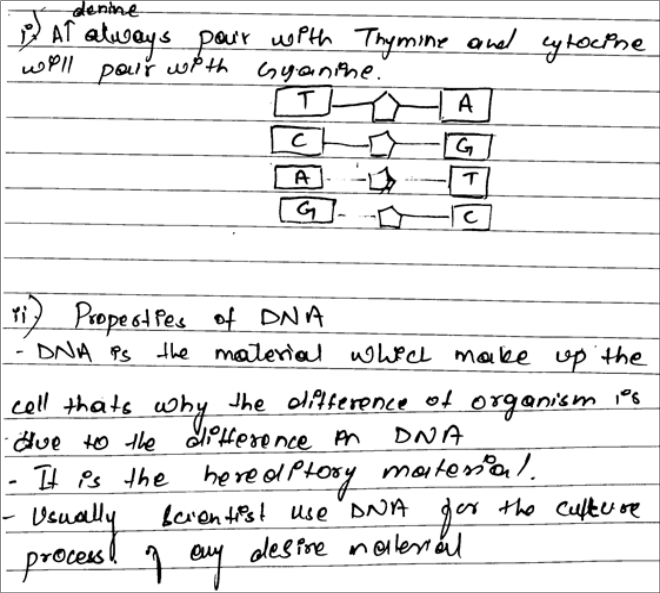 denine
i) A always pair with Thymine and cytocine
will pair with Gyanine.
T A
C G
A T
G C
ii) Properties of DNA
- DNA is the material which make up the
cell thats why the difference of organism is
due to the difference in DNA
- It is the hereditory material.
- Usually scientist use DNA for the culture
process of any desire material